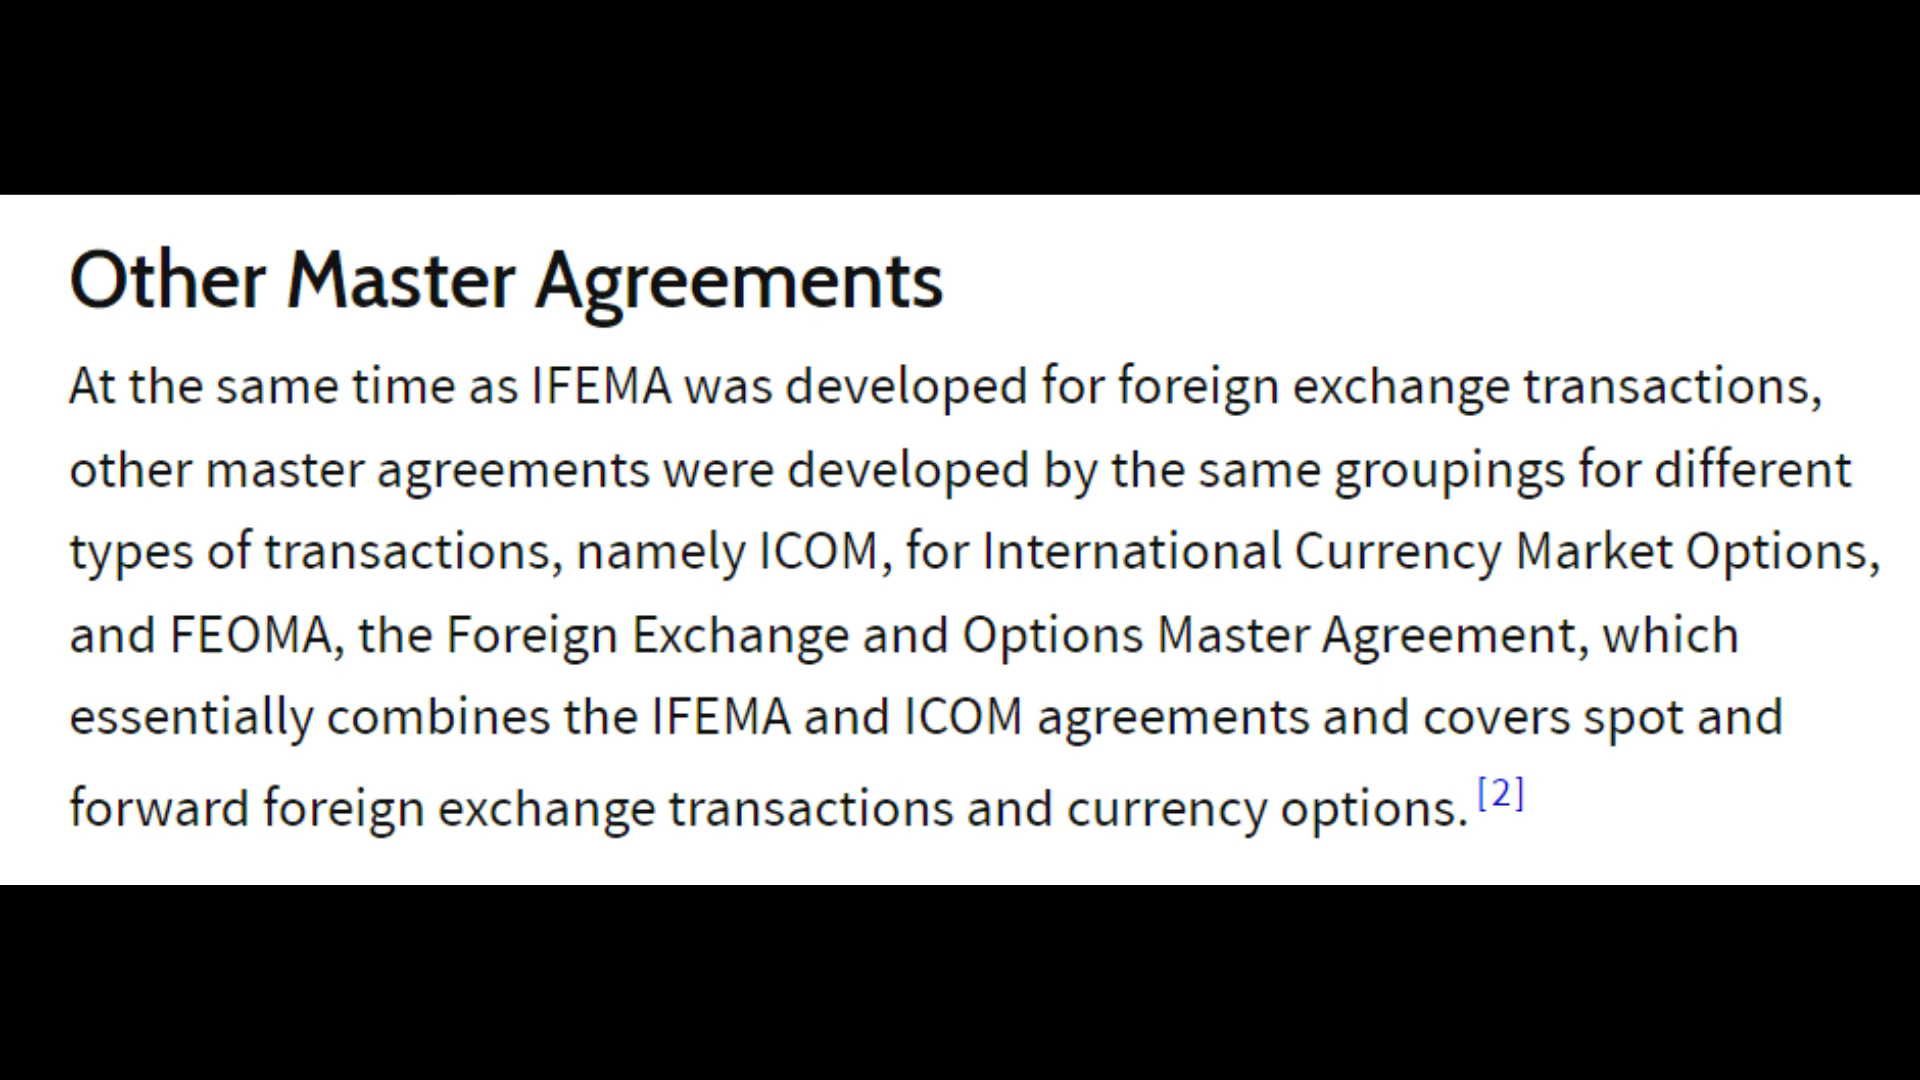 Other Master Agreements
At the same time as IFEMA was developed for foreign exchange transactions,
other master agreements were developed by the same groupings for different
types of transactions, namely ICOM, for International Currency Market Options,
and FEOMA, the Foreign Exchange and Options Master Agreement, which
essentially combines the IFEMA and ICOM agreements and covers spot and
forward foreign exchange transactions and currency options. [2]